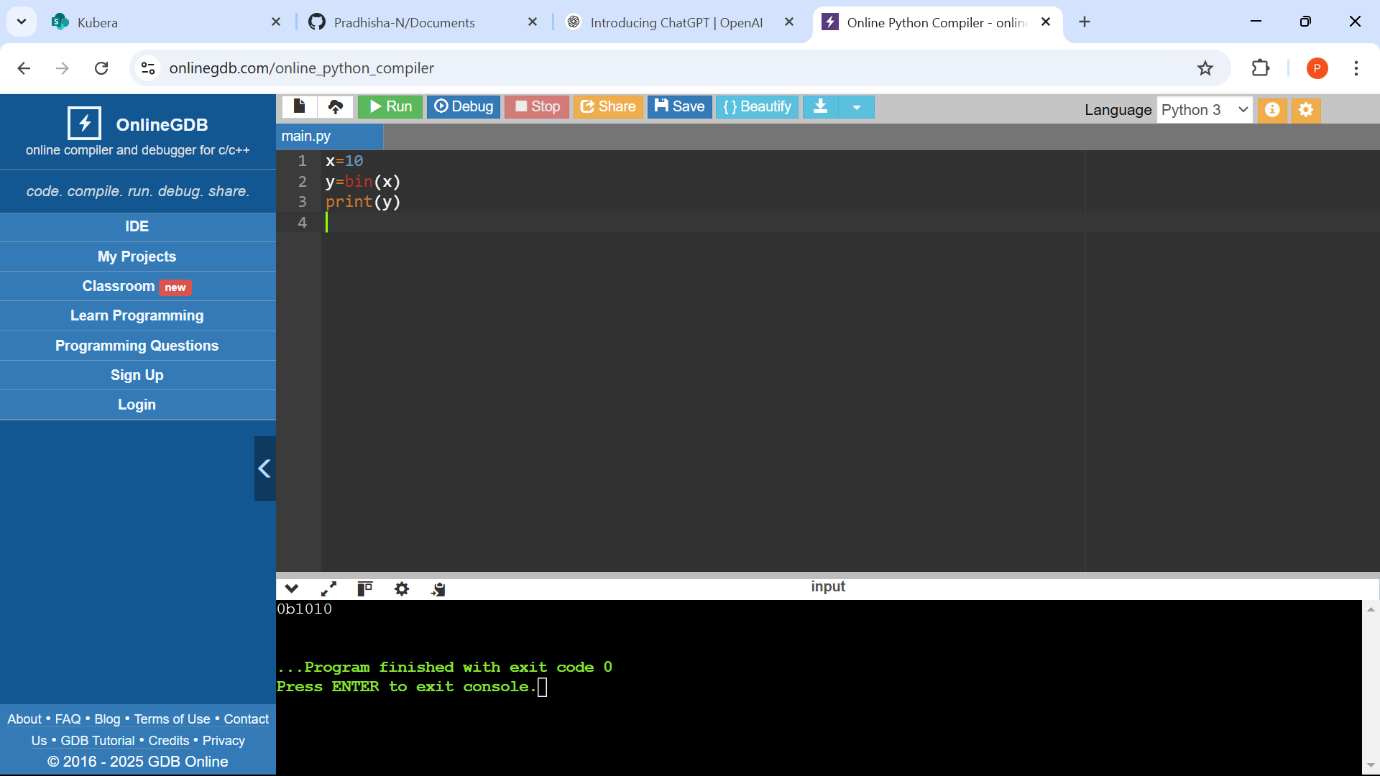 Kubera
Pradhisha-N/Documents
Introducing ChatGPT | OpenAI
Online Python Compiler - onlin
P
onlinegdb.com/online_python_compiler
OnlineGDB
online compiler and debugger for c/c++
code. compile. run. debug. share.
IDE
My Projects
Classroom new
Learn Programming
Programming Questions
Sign Up
Login
About • FAQ • Blog • Terms of Use • Contact
Us • GDB Tutorial • Credits • Privacy
© 2016 - 2025 GDB Online
Run Debug Stop Share Save { } Beautify
Language Python 3
main.py
1 x=10
2 y=bin(x)
3 print(y)
4
input
0b1010
...Program finished with exit code 0
Press ENTER to exit console.